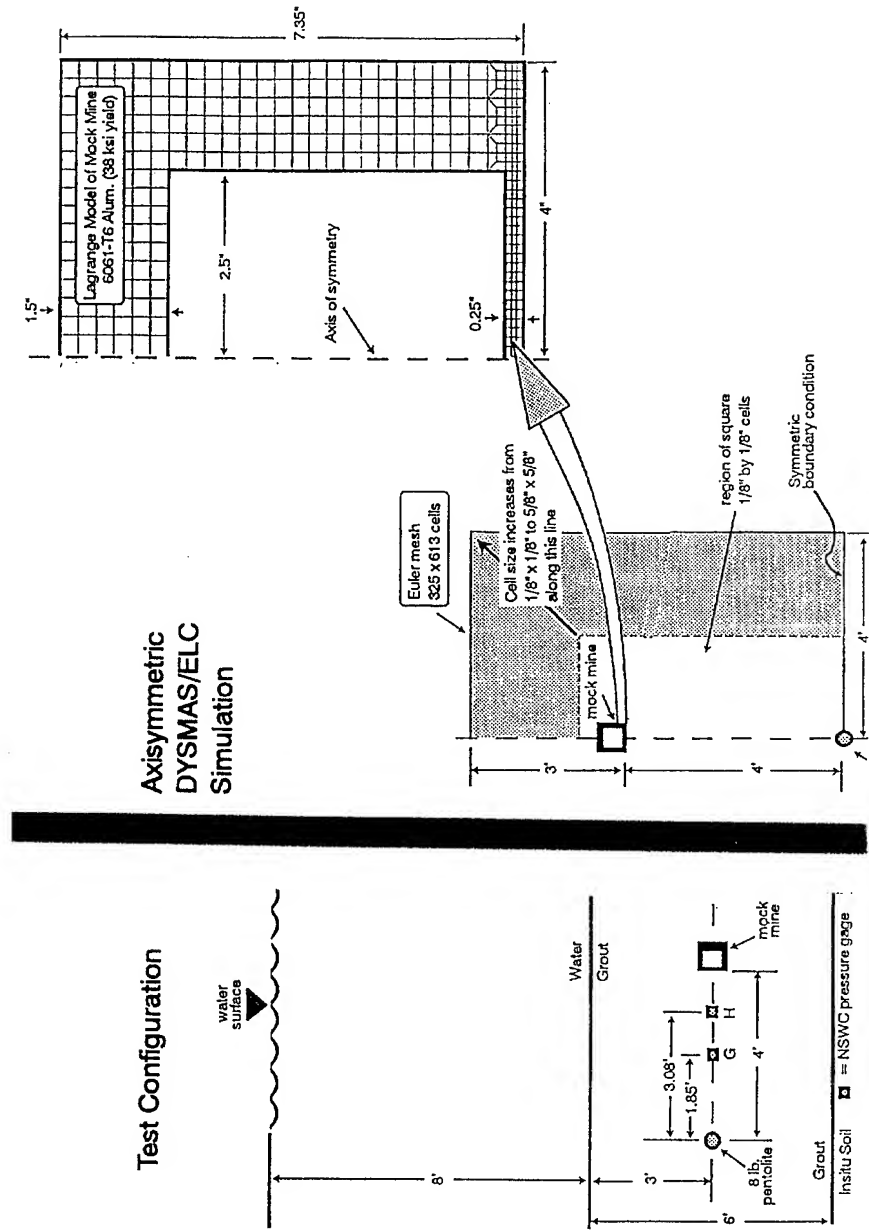 Test Configuration
water
surface
8'
Water
Grout
3.08'
1.85'
G
H
4'
mock
mine
3'
6'
8 lb.
pentolite
Grout
Insitu Soil
= NSWC pressure gage
Axisymmetric
DYSMAS/ELC
Simulation
Euler mesh
325 x 613 cells
Cell size increases from
1/8" x 1/8" to 5/8" x 5/8"
along this line
3'
mock mine
4'
region of square
1/8" by 1/8" cells
Symmetric
boundary condition
4'
1.5"
Lagrange Model of Mock Mine
6061-T6 Alum. (38 ksi yield)
2.5"
Axis of symmetry
0.25"
4"
7.35"